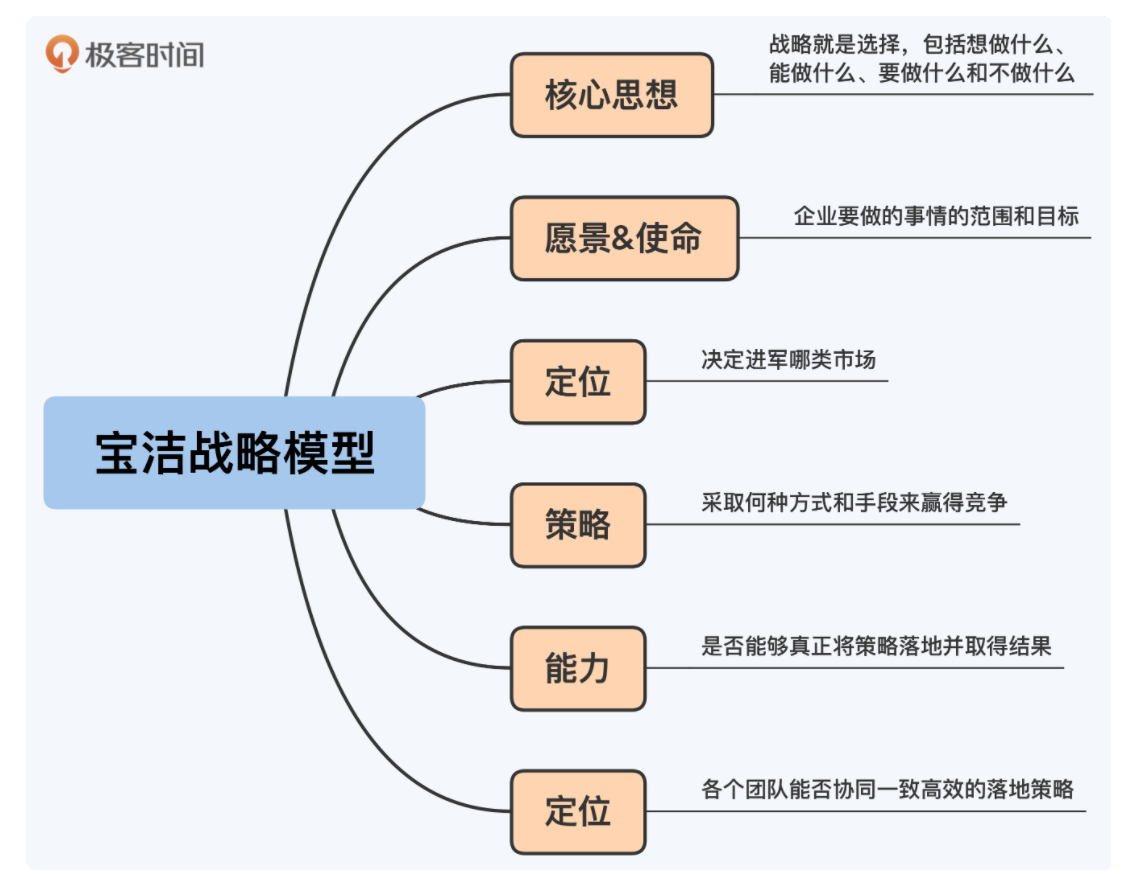 极客时间
战略就是选择，包括想做什么、
能做什么、要做什么和不做什么
核心思想
企业要做的事情的范围和目标
愿景&使命
决定进军哪类市场
定位
宝洁战略模型
采取何种方式和手段来赢得竞争
策略
是否能够真正将策略落地并取得结果
能力
各个团队能否协同一致高效的落地策略
定位